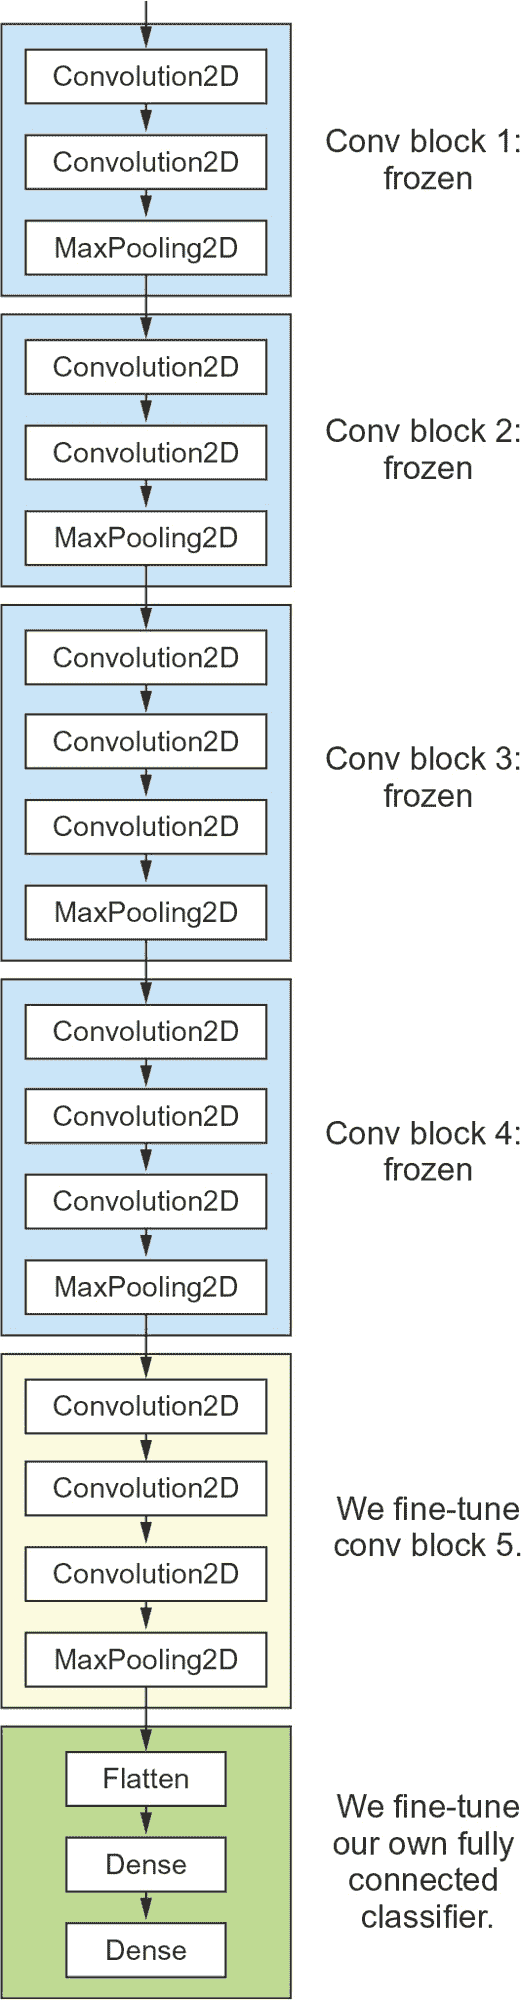 Convolution2D
Convolution2D
MaxPooling2D
Conv block 1:
frozen
Convolution2D
Convolution2D
MaxPooling2D
Conv block 2:
frozen
Convolution2D
Convolution2D
Convolution2D
MaxPooling2D
Conv block 3:
frozen
Convolution2D
Convolution2D
Convolution2D
MaxPooling2D
Conv block 4:
frozen
Convolution2D
Convolution2D
Convolution2D
MaxPooling2D
We fine-tune
conv block 5.
Flatten
Dense
Dense
We fine-tune
our own fully
connected
classifier.